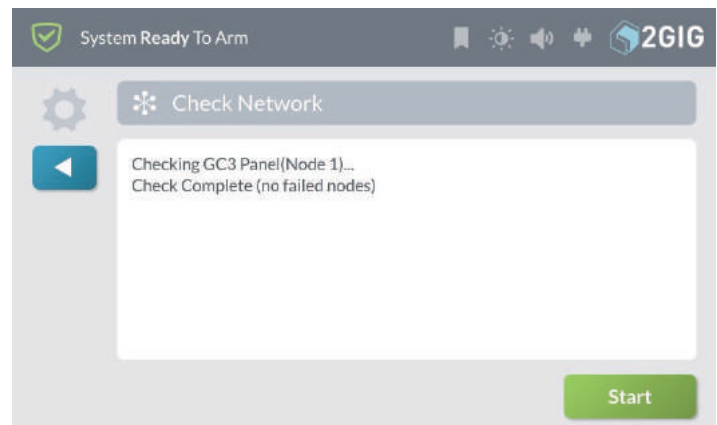 System Ready To Arm
2GIG
Check Network
Checking GC3 Panel(Node 1)...
Check Complete (no failed nodes)
Start